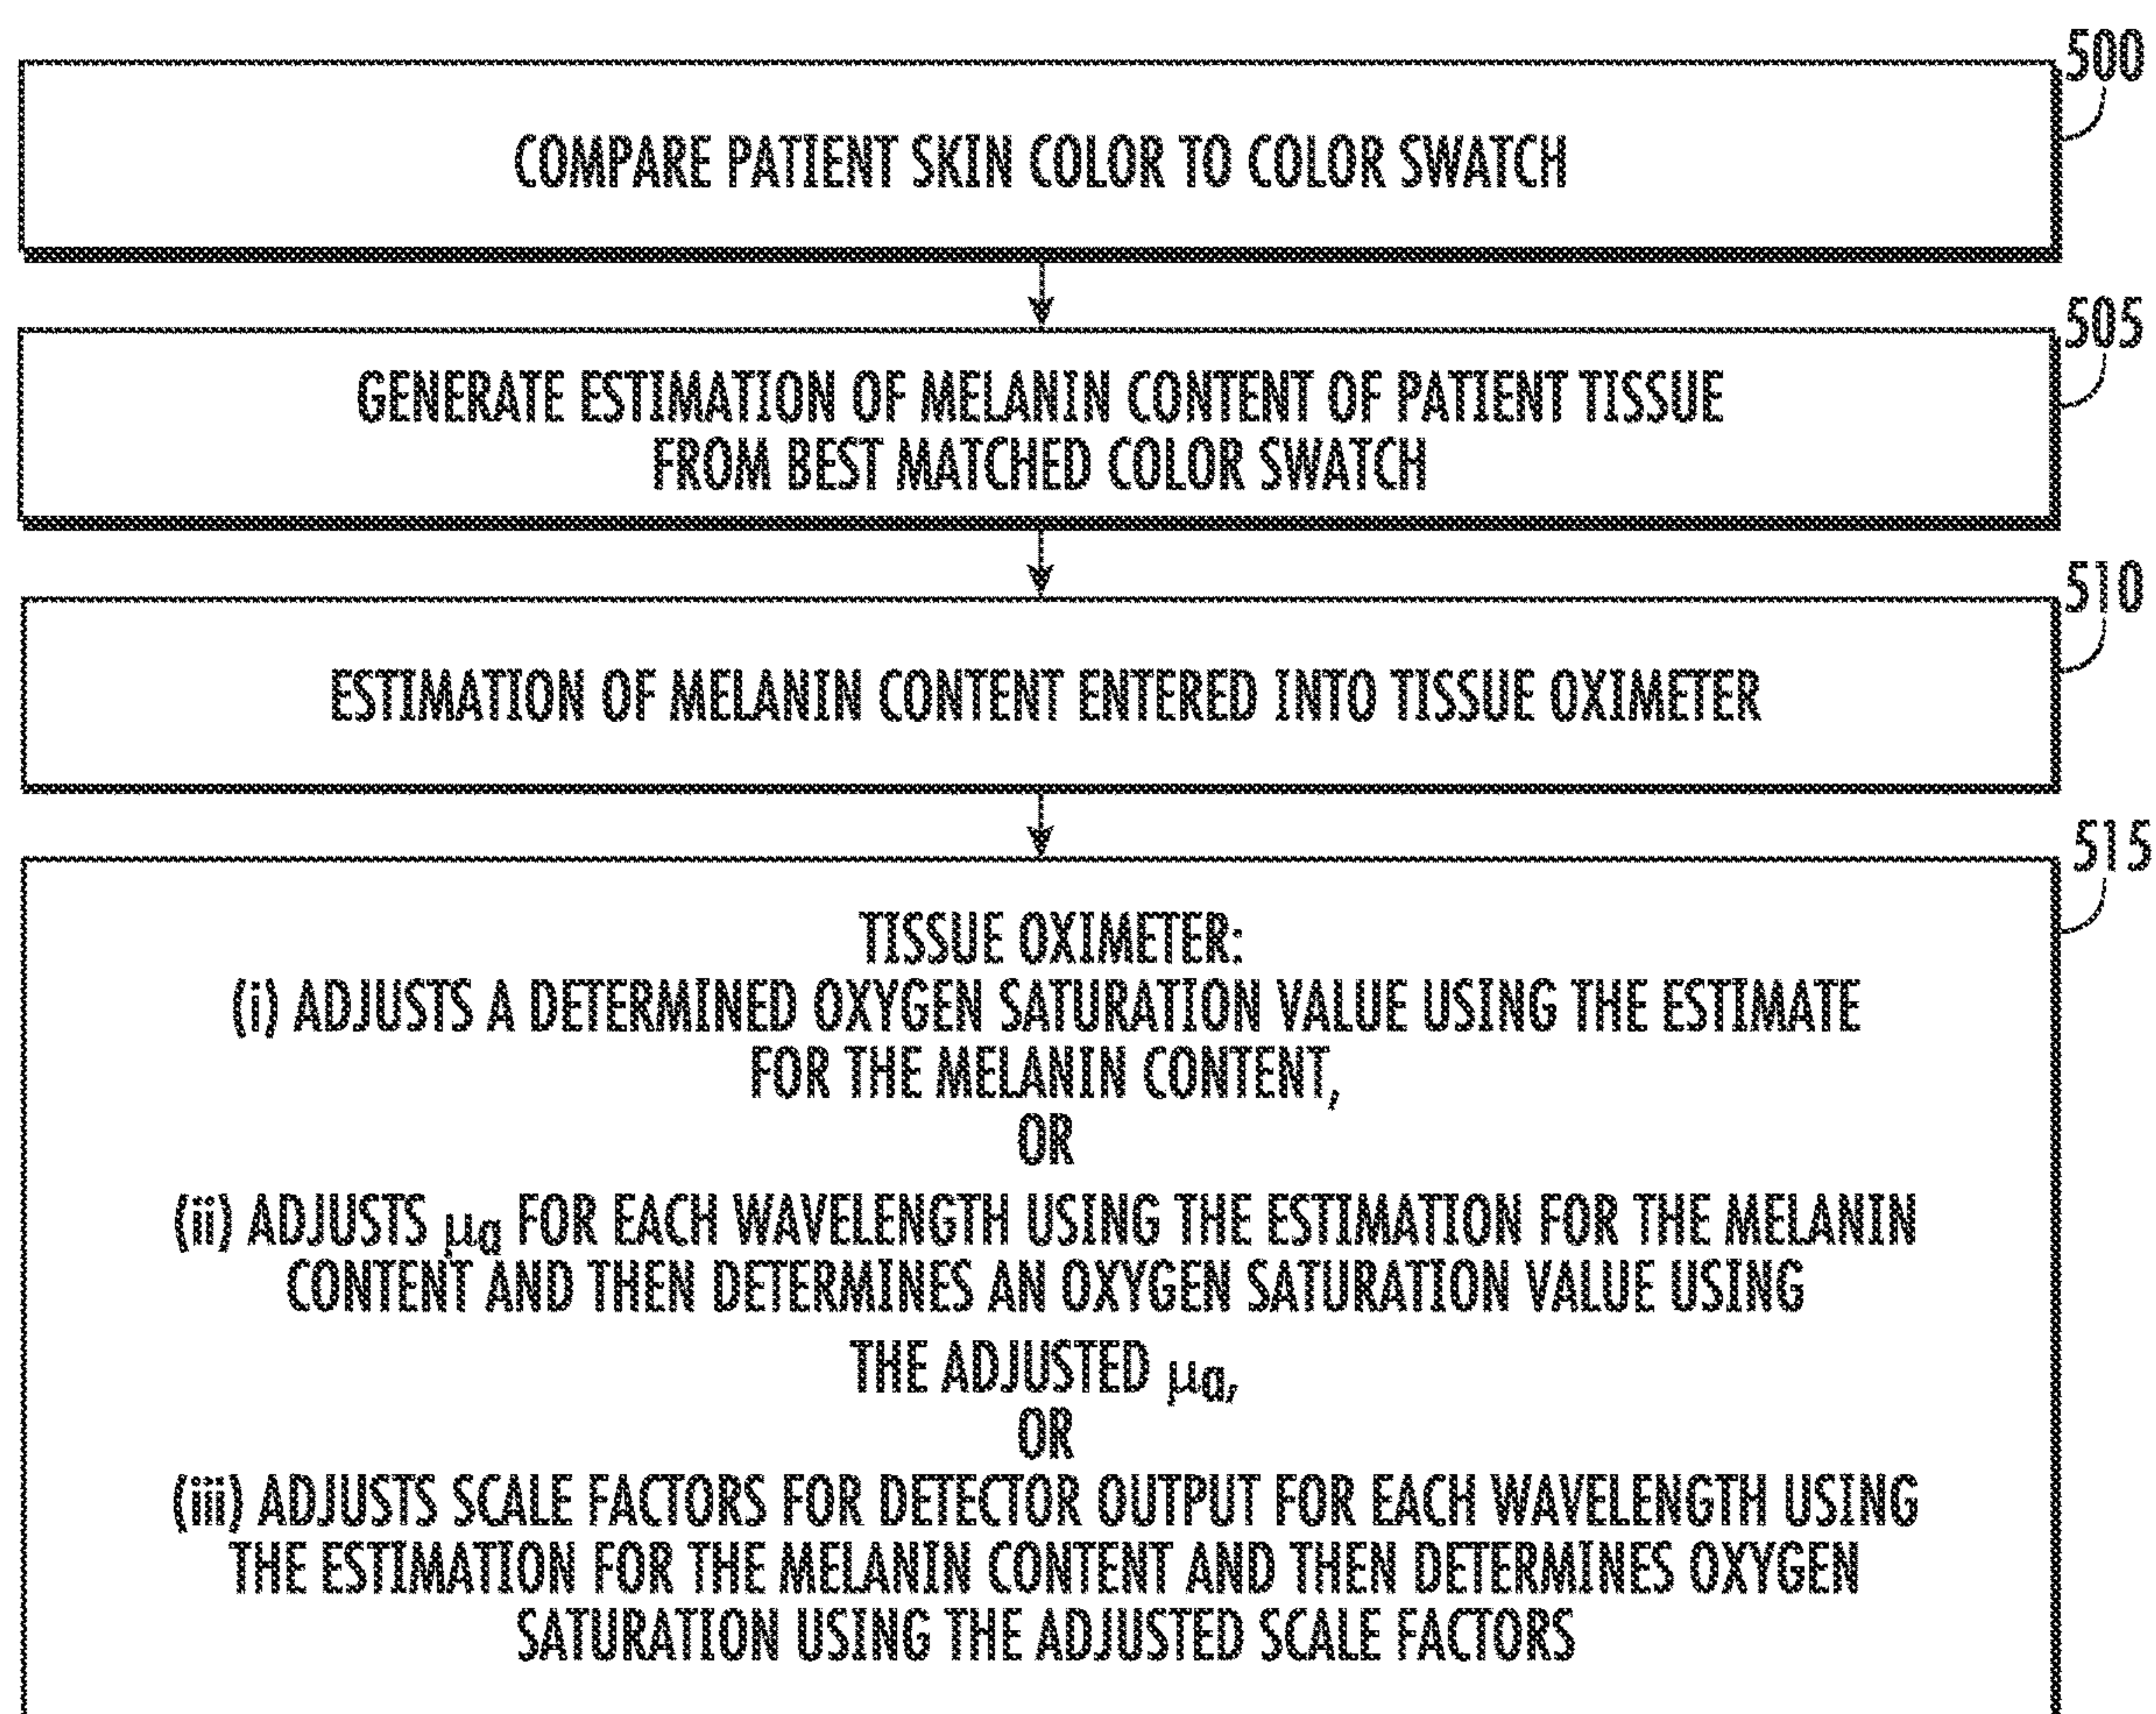 500
COMPARE PATIENT SKIN COLOR TO COLOR SWATCH
505
GENERATE ESTIMATION OF MELANIN CONTENT OF PATIENT TISSUE
FROM BEST MATCHED COLOR SWATCH
510
ESTIMATION OF MELANIN CONTENT ENTERED INTO TISSUE OXIMETER
515
TISSUE OXIMETER:
(i) ADJUSTS A DETERMINED OXYGEN SATURATION VALUE USING THE ESTIMATE
FOR THE MELANIN CONTENT,
OR
(ii) ADJUSTS μa FOR EACH WAVELENGTH USING THE ESTIMATION FOR THE MELANIN
CONTENT AND THEN DETERMINES AN OXYGEN SATURATION VALUE USING
THE ADJUSTED μa,
OR
(iii) ADJUSTS SCALE FACTORS FOR DETECTOR OUTPUT FOR EACH WAVELENGTH USING
THE ESTIMATION FOR THE MELANIN CONTENT AND THEN DETERMINES OXYGEN
SATURATION USING THE ADJUSTED SCALE FACTORS